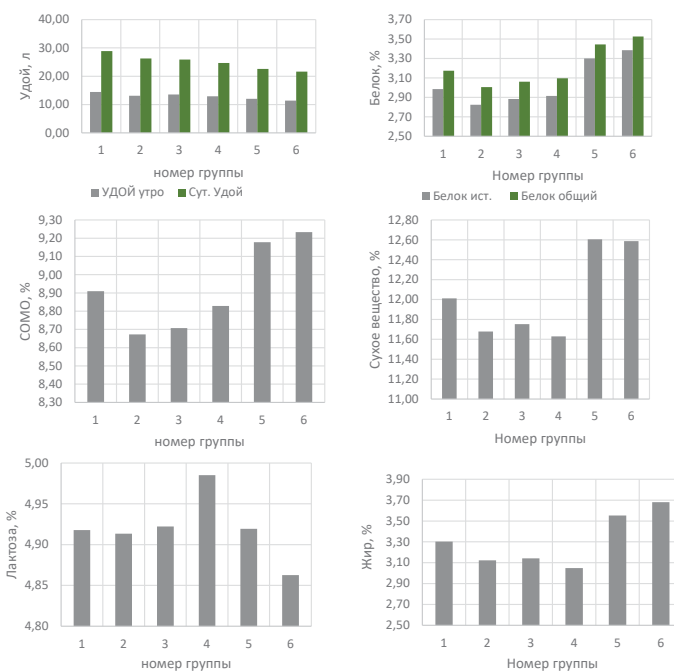 Удой, л
40,00
30,00
20,00
10,00
0,00
1 2 3 4 5 6
номер группы
УДОЙ утро Сут. Удой
Белок, %
3,70
3,50
3,30
3,10
2,90
2,70
2,50
1 2 3 4 5 6
Номер группы
Белок ист. Белок общий
СОМО, %
9,30
9,20
9,10
9,00
8,90
8,80
8,70
8,60
8,50
8,40
8,30
1 2 3 4 5 6
номер группы
Сухое вещество, %
12,80
12,60
12,40
12,20
12,00
11,80
11,60
11,40
11,20
11,00
1 2 3 4 5 6
Номер группы
Лактоза, %
5,00
4,95
4,90
4,85
4,80
1 2 3 4 5 6
номер группы
Жир, %
3,90
3,70
3,50
3,30
3,10
2,90
2,70
2,50
1 2 3 4 5 6
Номер группы